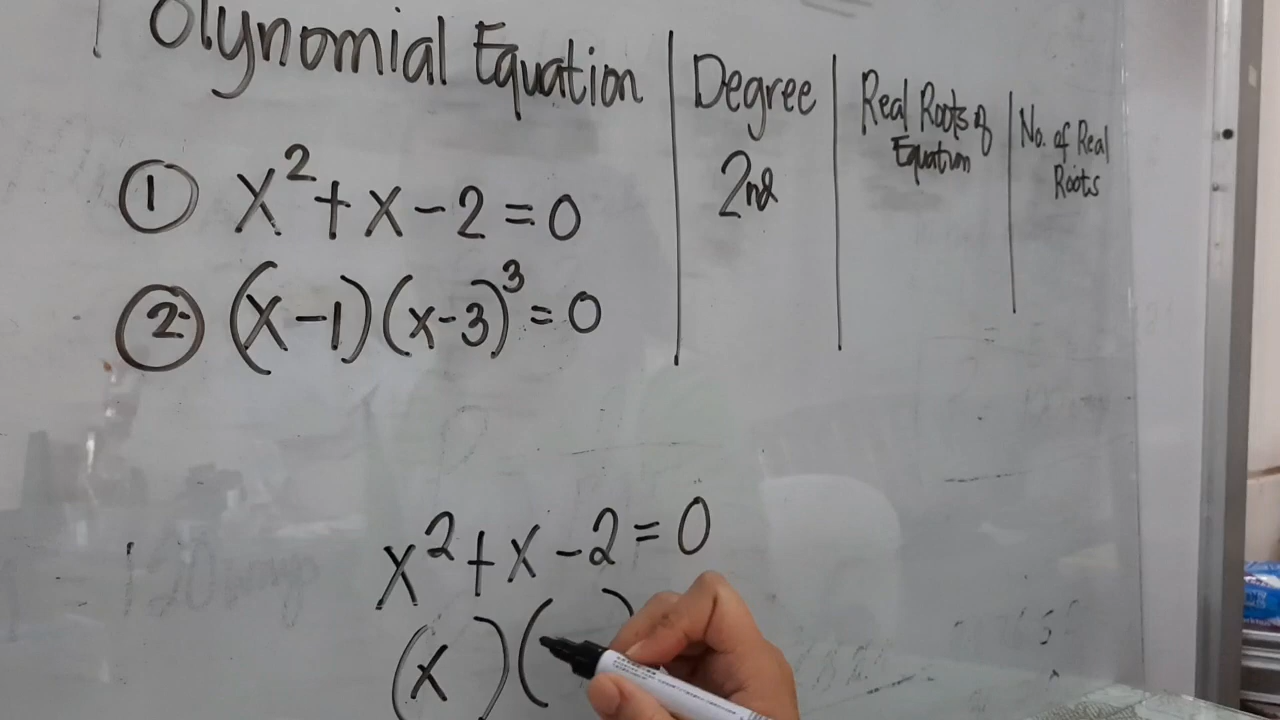 Polynomial Equation | Degree | Real Roots of Equation | No. of Real Roots
① x² + x - 2 = 0 | 2nd
② (x-1)(x-3)³ = 0
x² + x - 2 = 0
(x )( )